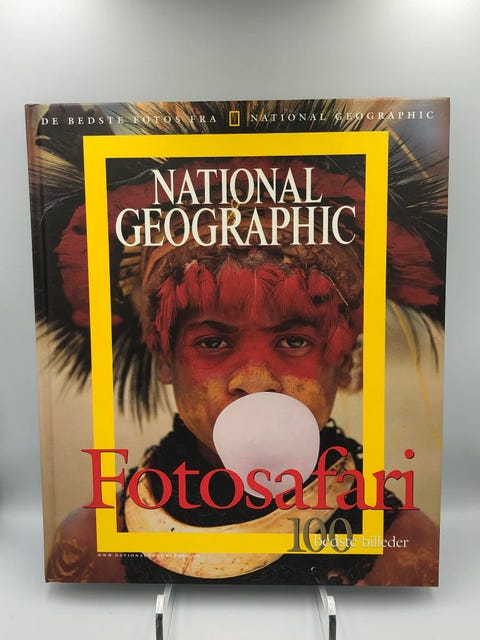 DE BEDSTE FOTOS FRA NATIONAL GEOGRAPHIC
NATIONAL
GEOGRAPHIC
Fotosafari
100
bedste billeder